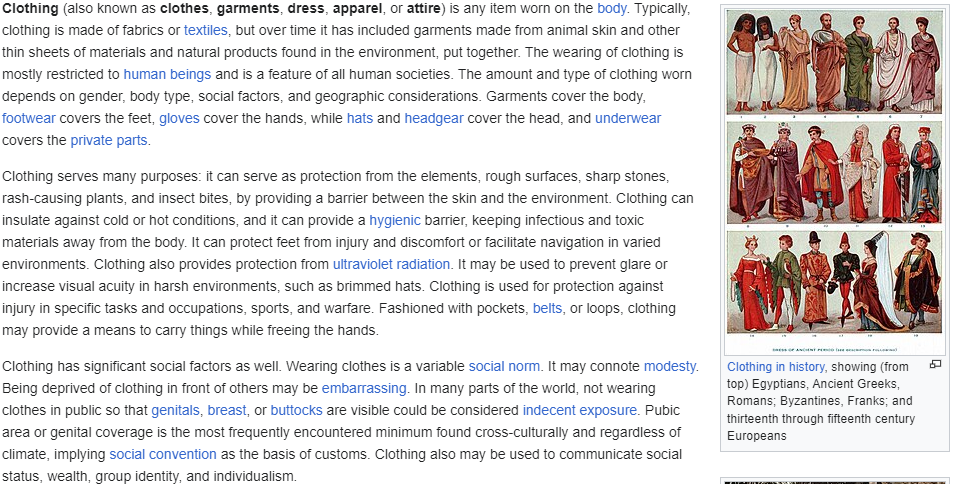 Clothing (also known as clothes, garments, dress, apparel, or attire) is any item worn on the body. Typically,
clothing is made of fabrics or textiles, but over time it has included garments made from animal skin and other
thin sheets of materials and natural products found in the environment, put together. The wearing of clothing is
mostly restricted to human beings and is a feature of all human societies. The amount and type of clothing worn
depends on gender, body type, social factors, and geographic considerations. Garments cover the body,
footwear covers the feet, gloves cover the hands, while hats and headgear cover the head, and underwear
covers the private parts.
Clothing serves many purposes: it can serve as protection from the elements, rough surfaces, sharp stones,
rash-causing plants, and insect bites, by providing a barrier between the skin and the environment. Clothing can
insulate against cold or hot conditions, and it can provide a hygienic barrier, keeping infectious and toxic
materials away from the body. It can protect feet from injury and discomfort or facilitate navigation in varied
environments. Clothing also provides protection from ultraviolet radiation. It may be used to prevent glare or
increase visual acuity in harsh environments, such as brimmed hats. Clothing is used for protection against
injury in specific tasks and occupations, sports, and warfare. Fashioned with pockets, belts, or loops, clothing
may provide a means to carry things while freeing the hands.
Clothing has significant social factors as well. Wearing clothes is a variable social norm. It may connote modesty.
Being deprived of clothing in front of others may be embarrassing. In many parts of the world, not wearing
clothes in public so that genitals, breast, or buttocks are visible could be considered indecent exposure. Pubic
area or genital coverage is the most frequently encountered minimum found cross-culturally and regardless of
climate, implying social convention as the basis of customs. Clothing also may be used to communicate social
status, wealth, group identity, and individualism.
DRESS OF ANCIENT PERIOD (SEE DESCRIPTION FOLLOWING)
Clothing in history, showing (from
top) Egyptians, Ancient Greeks,
Romans; Byzantines, Franks; and
thirteenth through fifteenth century
Europeans